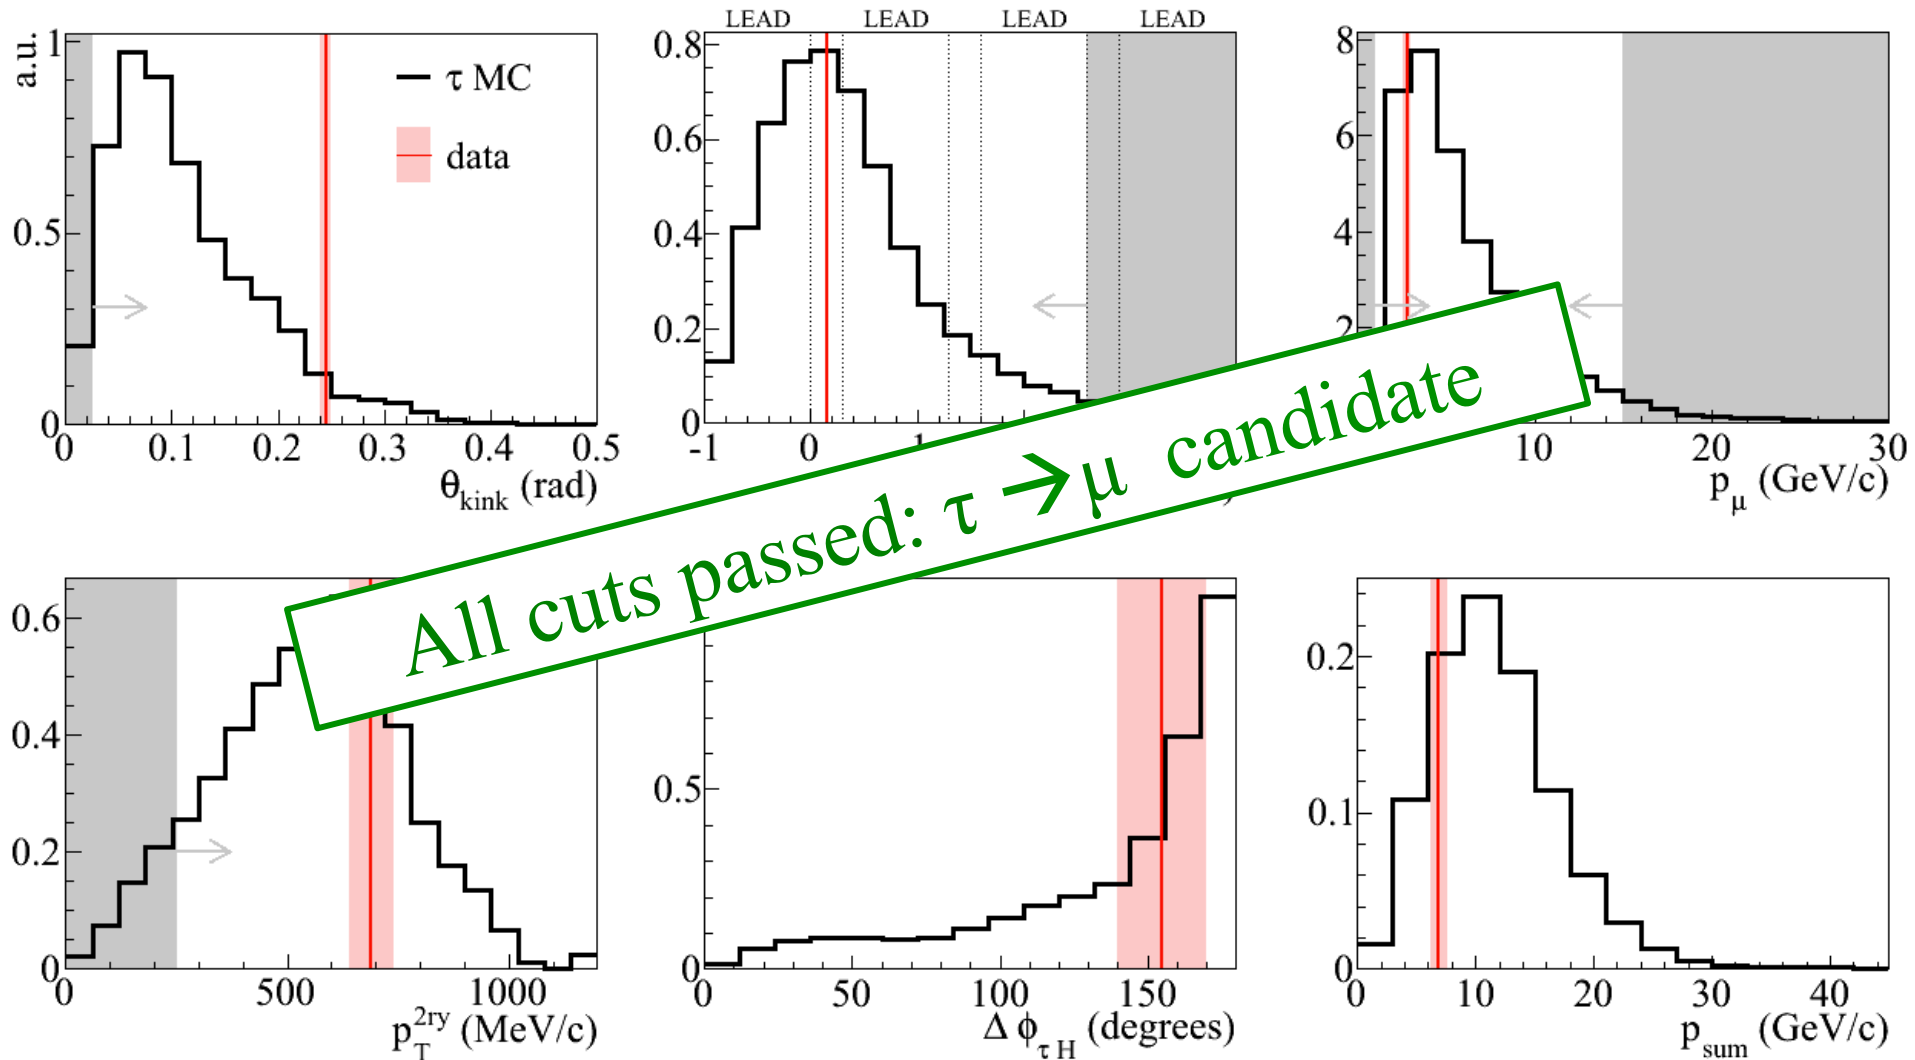 LEAD LEAD LEAD LEAD
a.u.
1
0.5
0
τ MC
data
0 0.1 0.2 0.3 0.4 0.5
θkink (rad)
0.8
0.6
0.4
0.2
0
-1 0 1
8
6
4
2
10 20 30
pμ (GeV/c)
All cuts passed: τ → μ candidate
0.6
0.4
0.2
0
0 500 1000
pT2ry (MeV/c)
0.5
0
0 50 100 150
Δ ϕτ H (degrees)
0.2
0.1
0
0 10 20 30 40
psum (GeV/c)